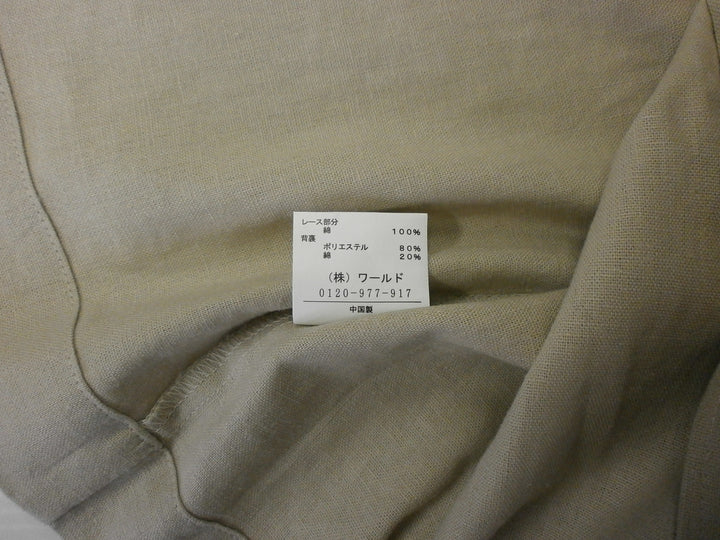 レース部分
綿 100%
背裏
ポリエステル 80%
綿 20%
(株) ワールド
0120-977-917
中国製